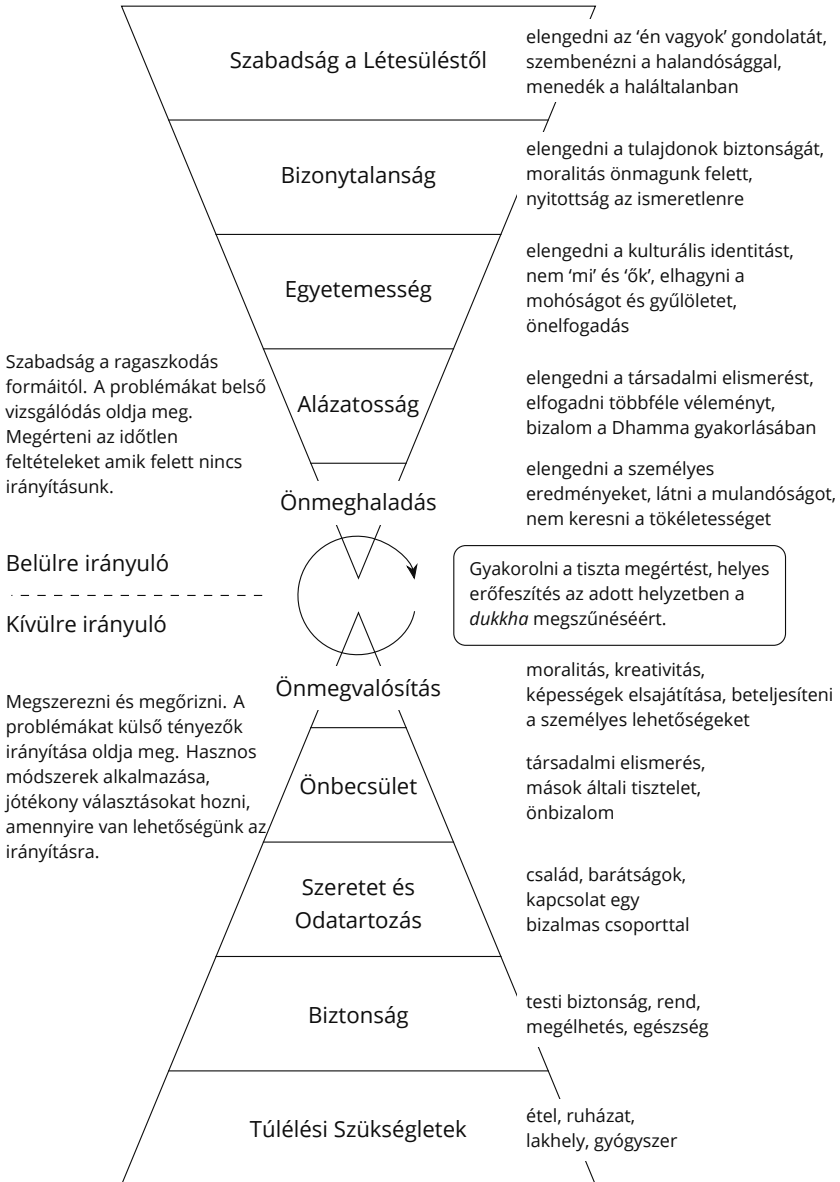 Szabadság a Létesüléstől
elengedni az ‘én vagyok’ gondolatát,
szembenézni a halandósággal,
menedék a haláltalanban
Bizonytalanság
elengedni a tulajdonok biztonságát,
moralitás önmagunk felett,
nyitottság az ismeretlenre
Egyetemesség
elengedni a kulturális identitást,
nem ‘mi’ és ‘ők’, elhagyni a
mohóságot és gyűlöletet,
önelfogadás
Szabadság a ragaszkodás
formáitól. A problémákat belső
vizsgálódás oldja meg.
Megérteni az időtlen
feltételeket amik felett nincs
irányításunk.
Alázatosság
elengedni a társadalmi elismerést,
elfogadni többféle véleményt,
bizalom a Dhamma gyakorlásában
Önmeghaladás
elengedni a személyes
eredményeket, látni a mulandóságot,
nem keresni a tökéletességet
Belülre irányuló
Kívülre irányuló
Gyakorolni a tiszta megértést, helyes
erőfeszítés az adott helyzetben a
dukkha megszűnéséért.
Önmegvalósítás
moralitás, kreativitás,
képességek elsajátítása, beteljesíteni
a személyes lehetőségeket
Megszerezni és megőrizni. A
problémákat külső tényezők
irányítása oldja meg. Hasznos
módszerek alkalmazása,
jótékony választásokat hozni,
amennyire van lehetőségünk az
irányításra.
Önbecsület
társadalmi elismerés,
mások általi tisztelet,
önbizalom
Szeretet és
Odatartozás
család, barátságok,
kapcsolat egy
bizalmas csoporttal
Biztonság
testi biztonság, rend,
megélhetés, egészség
Túlélési Szükségletek
étel, ruházat,
lakhely, gyógyszer